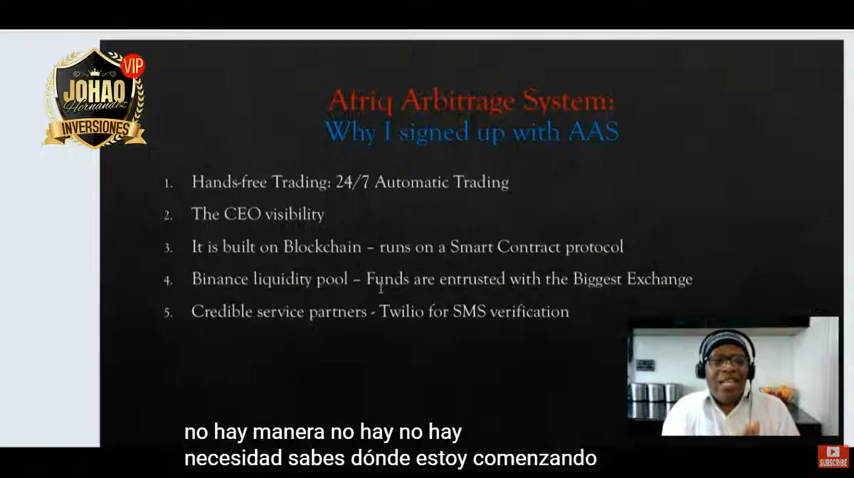 VIP
JOHAO
Hernandez
INVERSIONES
Afriq Arbitrage System:
Why I signed up with AAS
1. Hands-free Trading: 24/7 Automatic Trading
2. The CEO visibility
3. It is built on Blockchain – runs on a Smart Contract protocol
4. Binance liquidity pool – Funds are entrusted with the Biggest Exchange
5. Credible service partners - Twilio for SMS verification
no hay manera no hay no hay
necesidad sabes dónde estoy comenzando
SUBSCRIBE